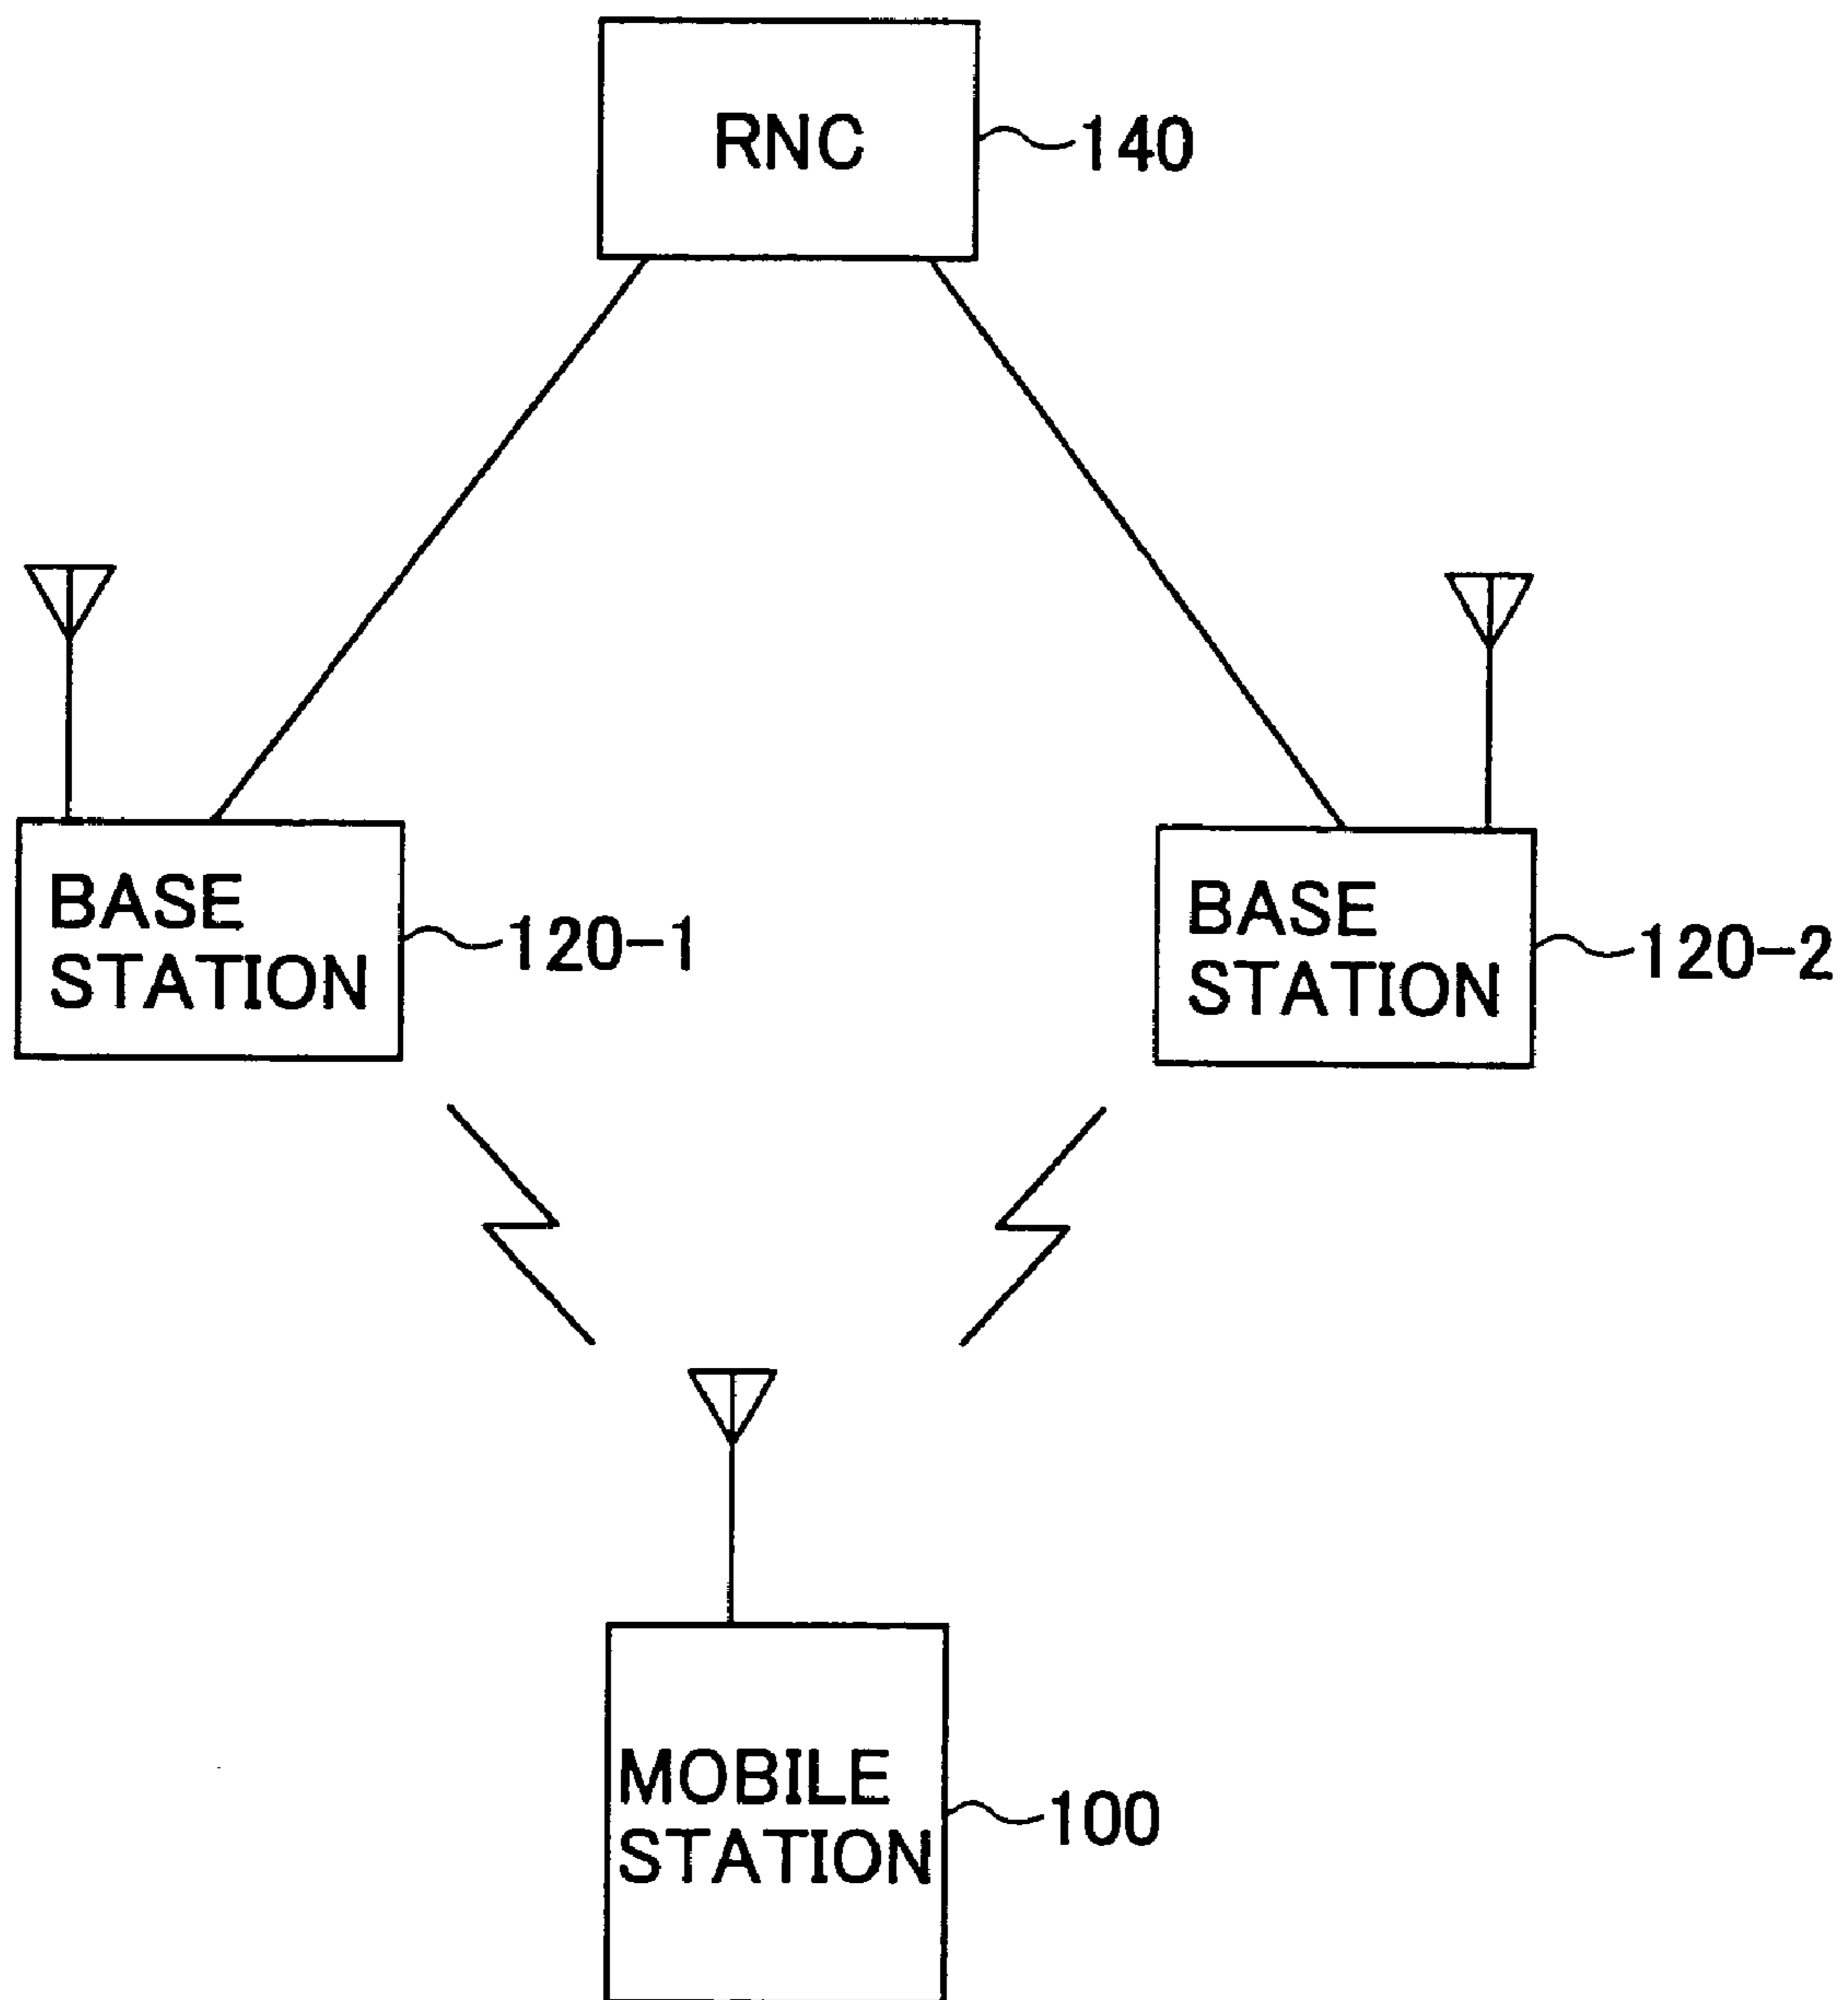 RNC
140
BASE
STATION
120-1
BASE
STATION
120-2
MOBILE
STATION
100